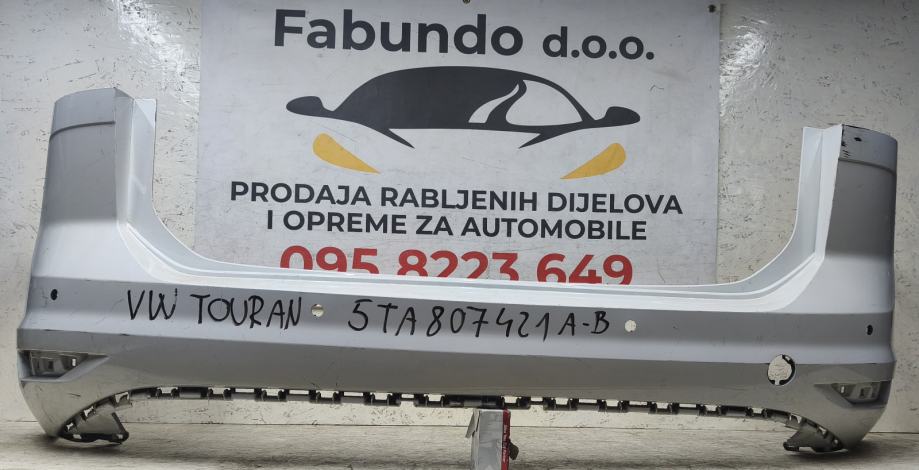 Fabundo d.o.o.
PRODAJA RABLJENIH DIJELOVA
I OPREME ZA AUTOMOBILE
095 8223 649
VW TOURAN 5TA807421A-B